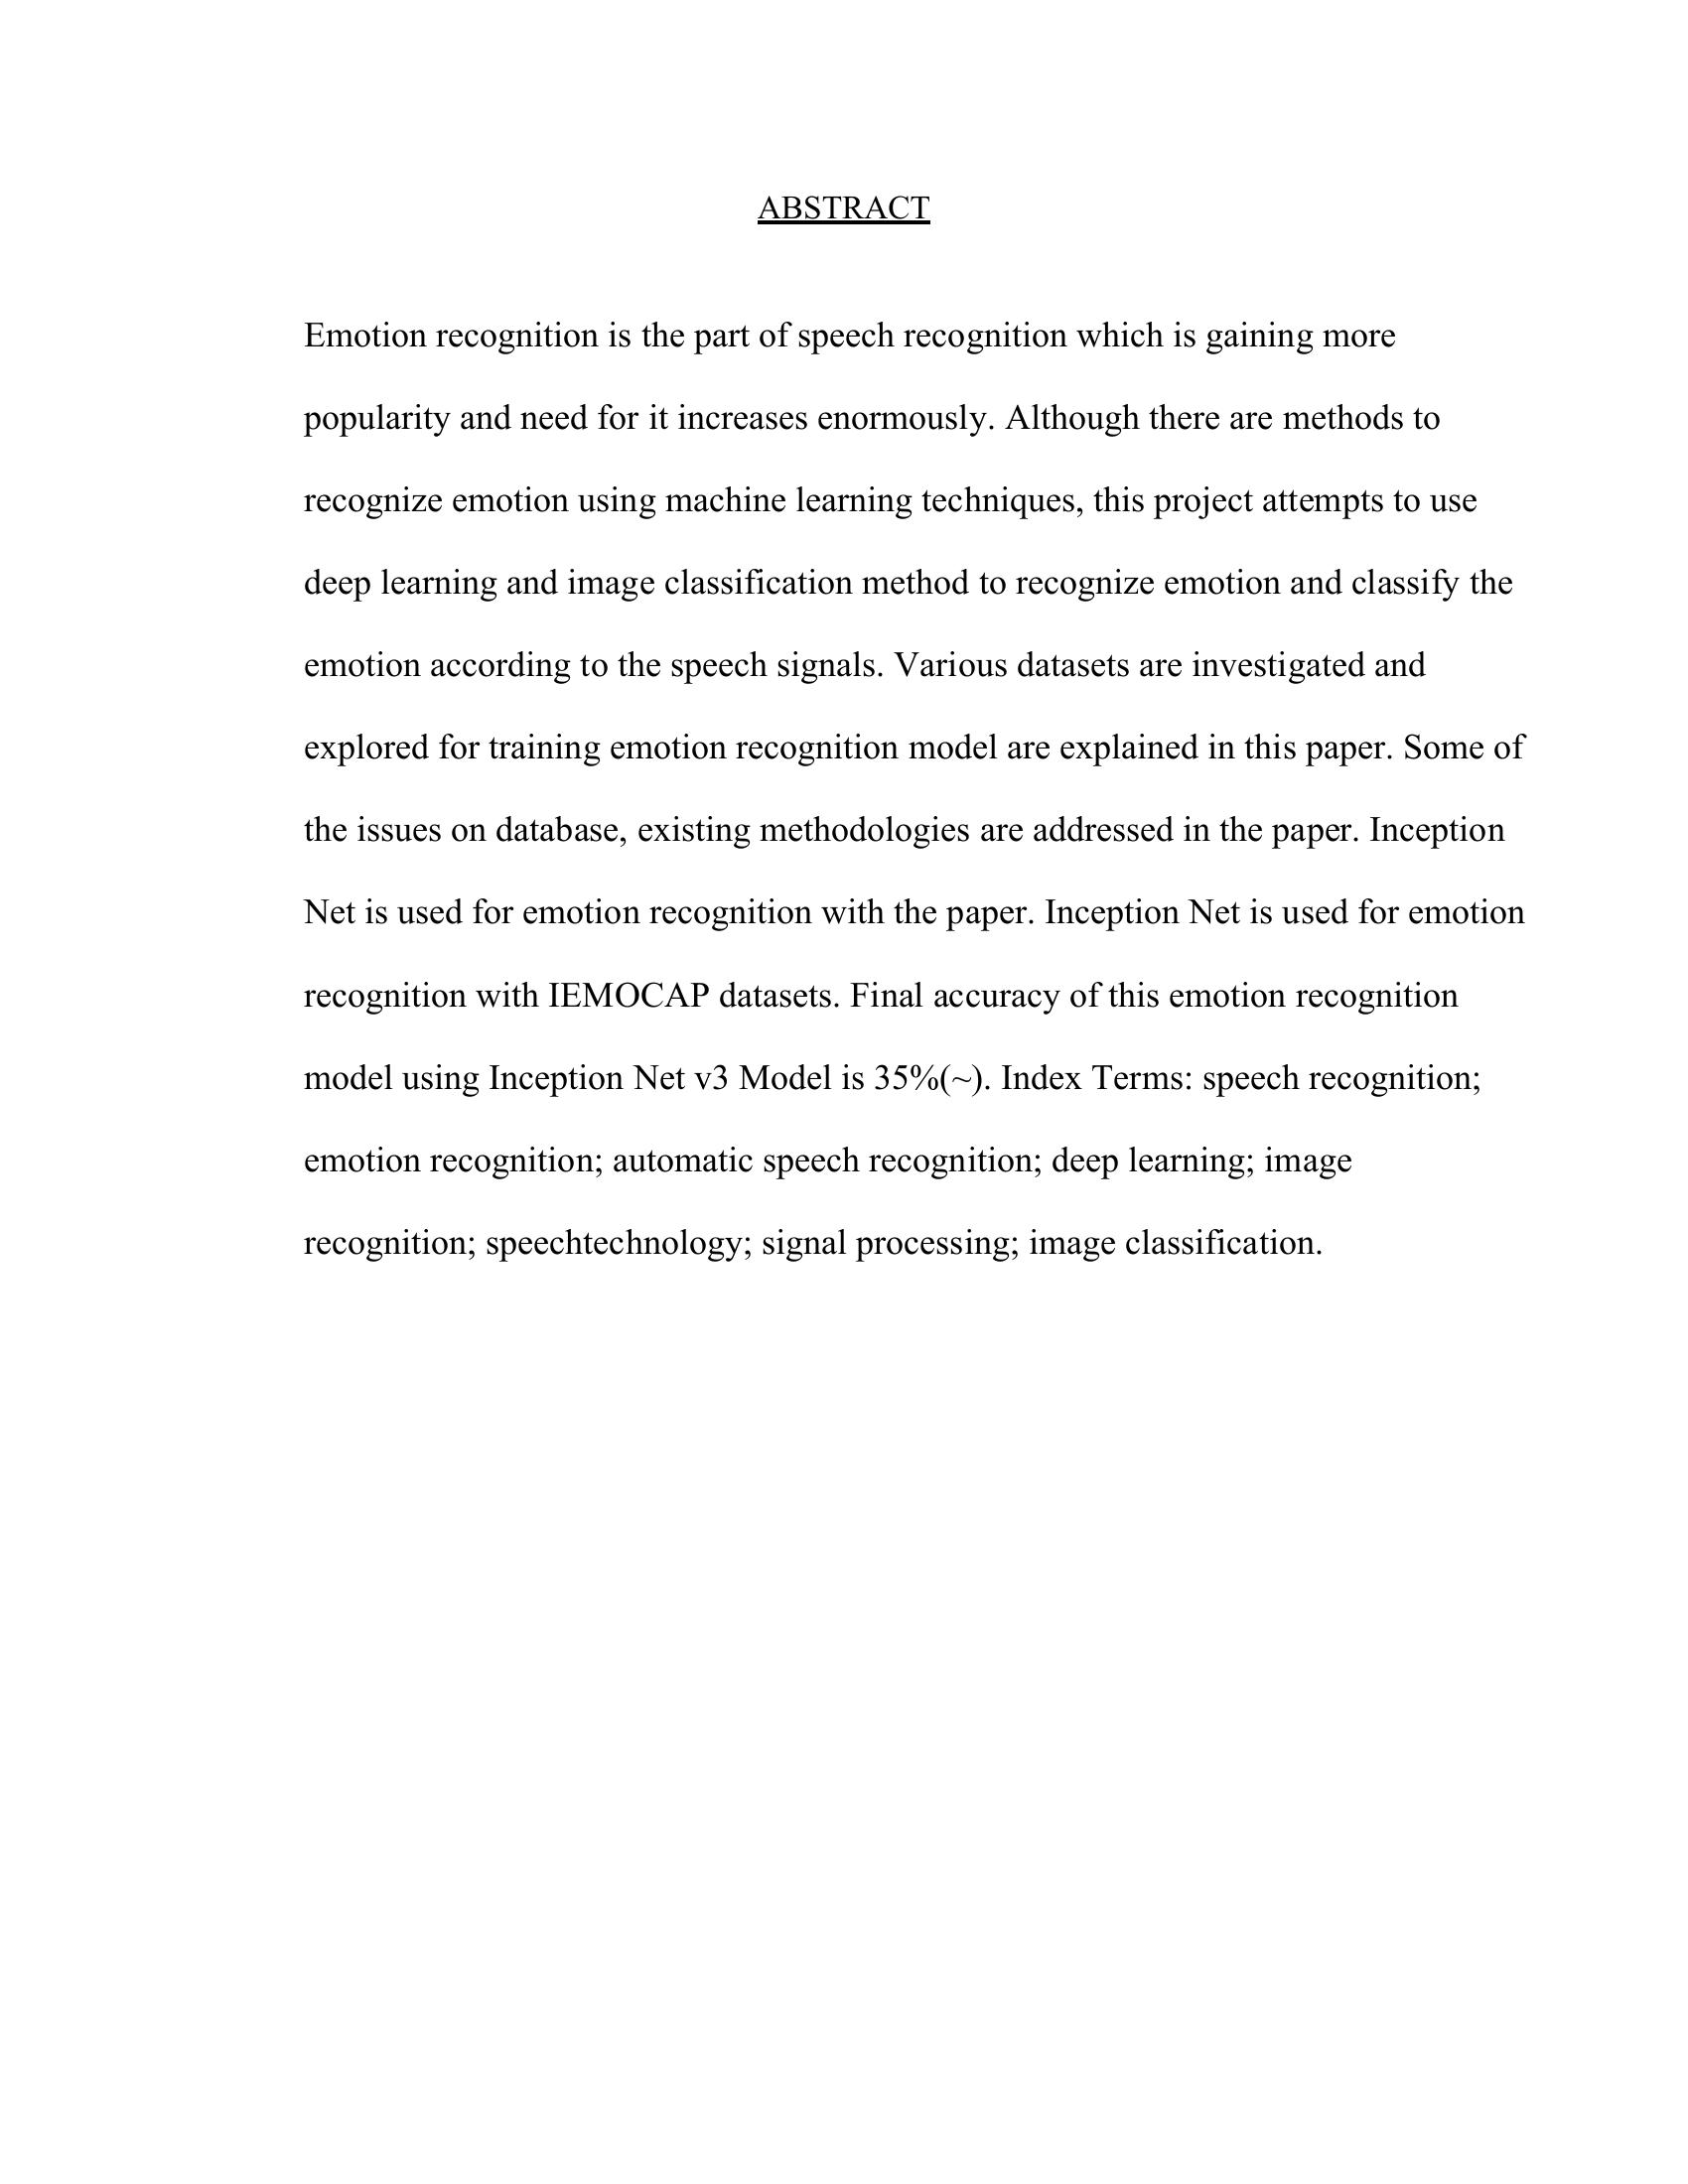 ABSTRACT
Emotion recognition is the part of speech recognition which is gaining more
popularity and need for it increases enormously. Although there are methods to
recognize emotion using machine learning techniques, this project attempts to use
deep learning and image classification method to recognize emotion and classify the
emotion according to the speech signals. Various datasets are investigated and
explored for training emotion recognition model are explained in this paper. Some of
the issues on database, existing methodologies are addressed in the paper. Inception
Net is used for emotion recognition with the paper. Inception Net is used for emotion
recognition with IEMOCAP datasets. Final accuracy of this emotion recognition
model using Inception Net v3 Model is 35%(~). Index Terms: speech recognition;
emotion recognition; automatic speech recognition; deep learning; image
recognition; speechtechnology; signal processing; image classification.